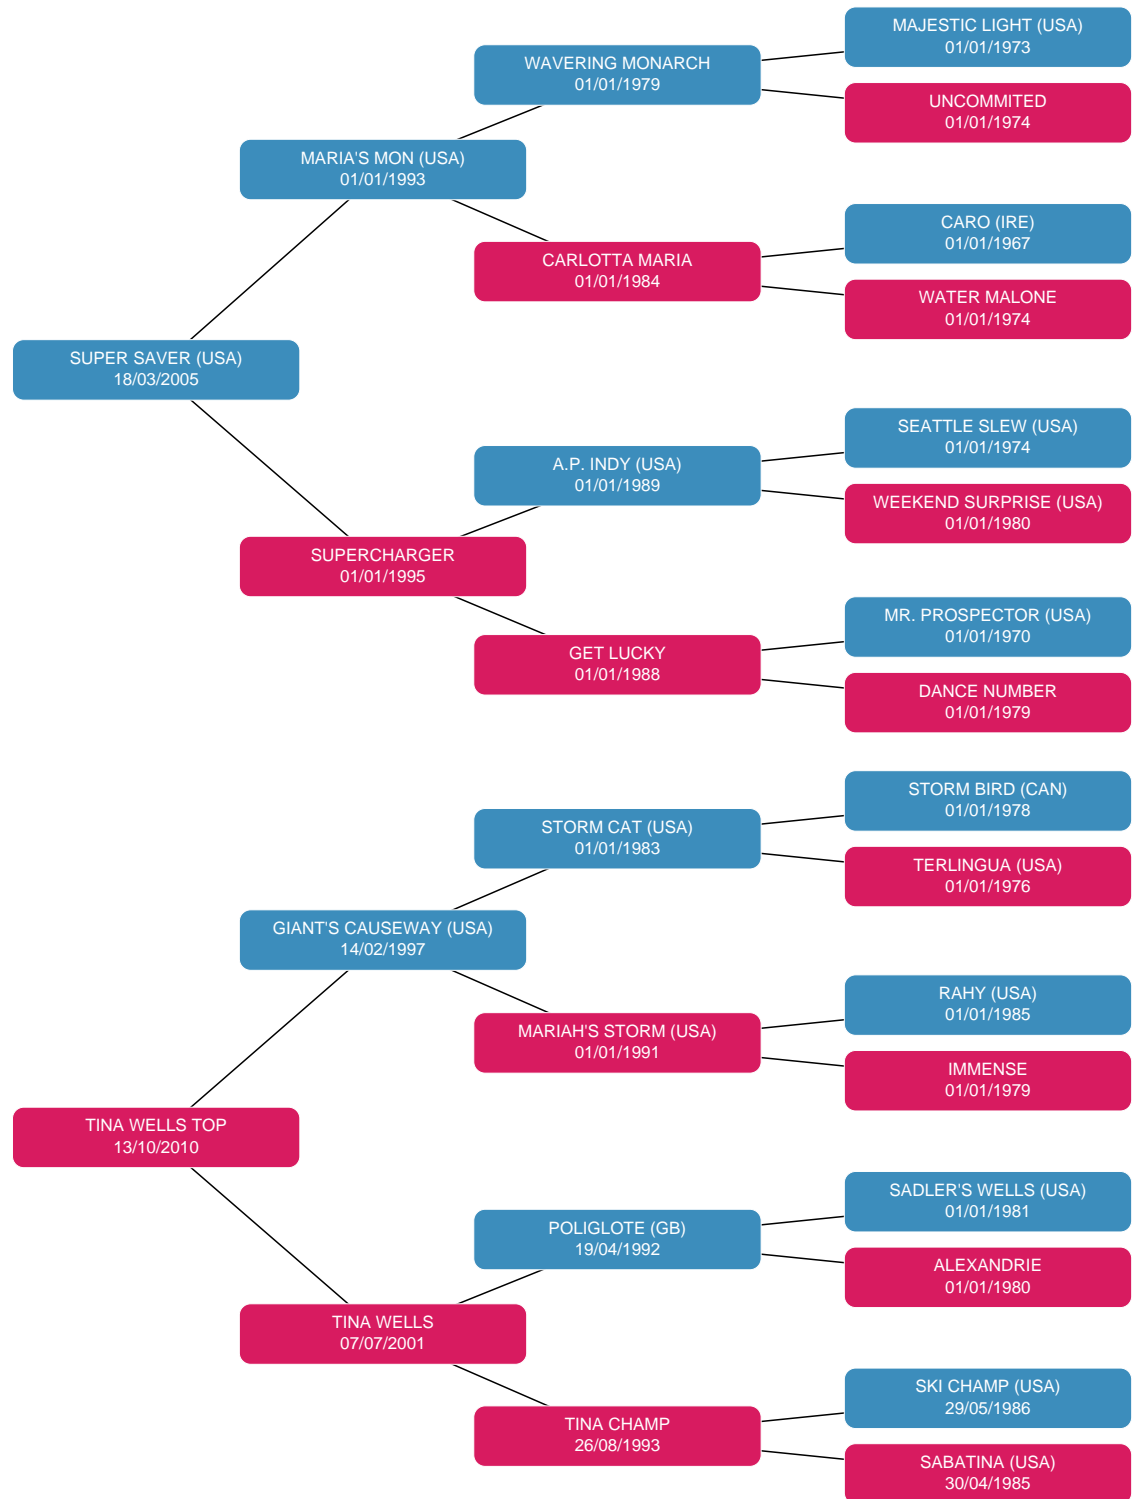 MAJESTIC LIGHT (USA)
01/01/1973
WAVERING MONARCH
01/01/1979
UNCOMMITED
01/01/1974
MARIA'S MON (USA)
01/01/1993
CARO (IRE)
01/01/1967
CARLOTTA MARIA
01/01/1984
WATER MALONE
01/01/1974
SUPER SAVER (USA)
18/03/2005
SEATTLE SLEW (USA)
01/01/1974
A.P. INDY (USA)
01/01/1989
WEEKEND SURPRISE (USA)
01/01/1980
SUPERCHARGER
01/01/1995
MR. PROSPECTOR (USA)
01/01/1970
GET LUCKY
01/01/1988
DANCE NUMBER
01/01/1979
STORM BIRD (CAN)
01/01/1978
STORM CAT (USA)
01/01/1983
TERLINGUA (USA)
01/01/1976
GIANT'S CAUSEWAY (USA)
14/02/1997
RAHY (USA)
01/01/1985
MARIAH'S STORM (USA)
01/01/1991
IMMENSE
01/01/1979
TINA WELLS TOP
13/10/2010
SADLER'S WELLS (USA)
01/01/1981
POLIGLOTE (GB)
19/04/1992
ALEXANDRIE
01/01/1980
TINA WELLS
07/07/2001
SKI CHAMP (USA)
29/05/1986
TINA CHAMP
26/08/1993
SABATINA (USA)
30/04/1985